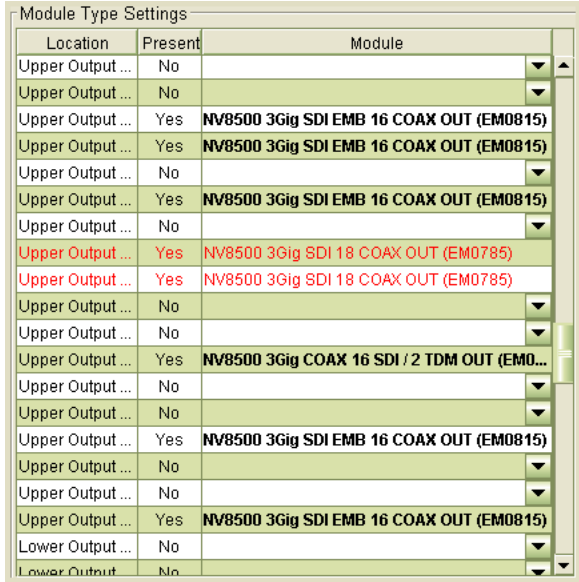 Module Type Settings
Location Present Module
Upper Output ... No
Upper Output ... No
Upper Output ... Yes NV8500 3Gig SDI EMB 16 COAX OUT (EM0815)
Upper Output ... Yes NV8500 3Gig SDI EMB 16 COAX OUT (EM0815)
Upper Output ... No
Upper Output ... Yes NV8500 3Gig SDI EMB 16 COAX OUT (EM0815)
Upper Output ... No
Upper Output ... Yes NV8500 3Gig SDI 18 COAX OUT (EM0785)
Upper Output ... Yes NV8500 3Gig SDI 18 COAX OUT (EM0785)
Upper Output ... No
Upper Output ... No
Upper Output ... Yes NV8500 3Gig COAX 16 SDI / 2 TDM OUT (EM0...
Upper Output ... No
Upper Output ... No
Upper Output ... Yes NV8500 3Gig SDI EMB 16 COAX OUT (EM0815)
Upper Output ... No
Upper Output ... No
Upper Output ... Yes NV8500 3Gig SDI EMB 16 COAX OUT (EM0815)
Lower Output ... No
Lower Output ... No